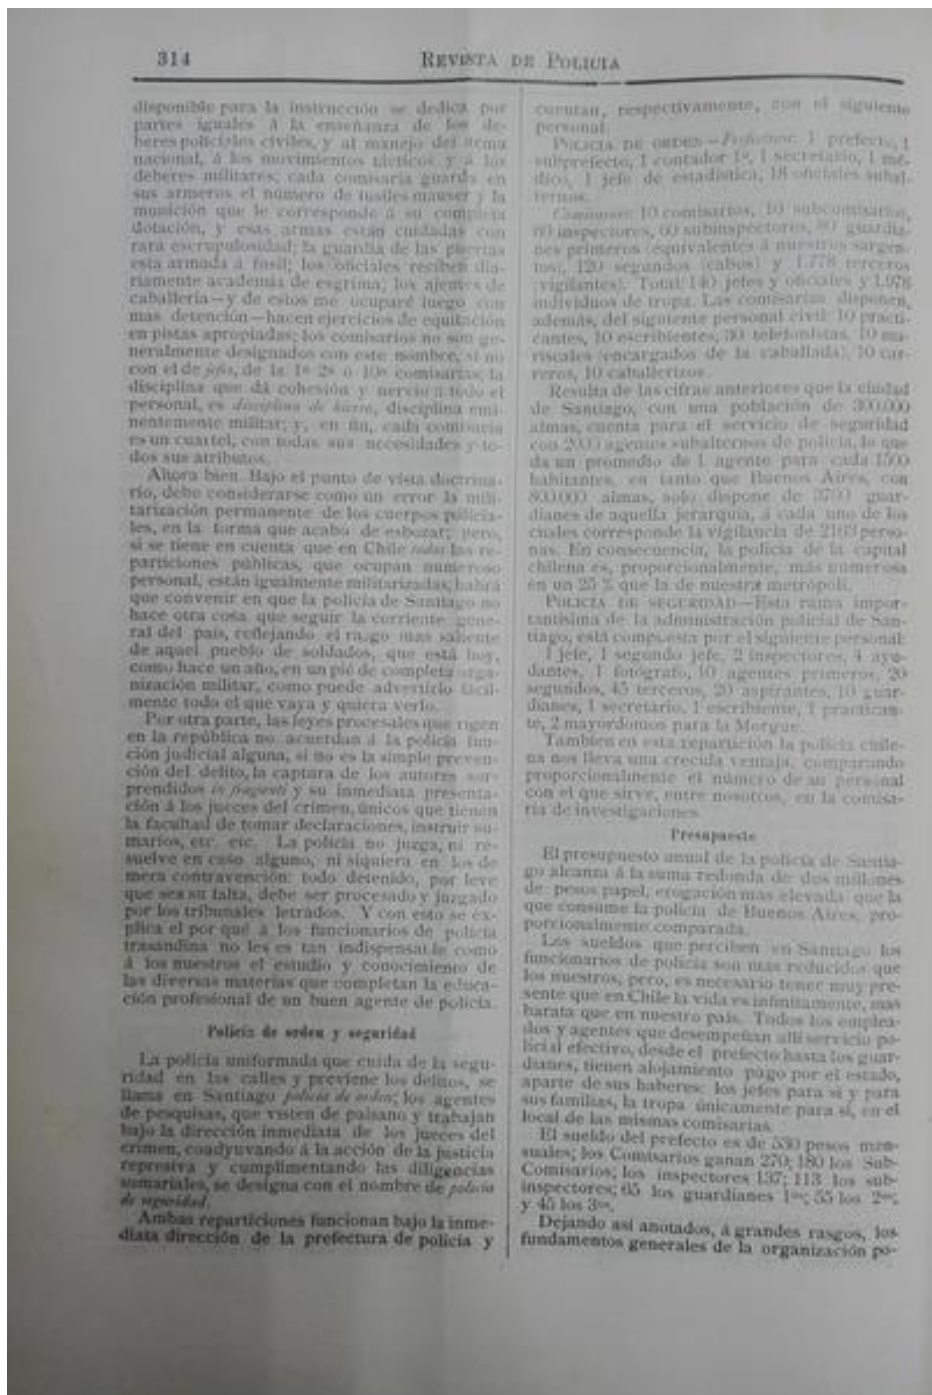 314
REVISTA DE POLICIA
disponible para la instrucción se dedica por
partes iguales á la enseñanza de los de-
beres policiales civiles, y al manejo del arma
nacional, á los movimientos tácticos y á los
deberes militares; cada comisaría guarda en
sus armeros el número de fusiles mauser y la
munición que le corresponde á su completa
dotación, y esas armas están cuidadas con
rara escrupulosidad; la guardia de las puertas
está armada á fusil; los oficiales reciben dia-
riamente academia de esgrima; los ajentes de
caballería—y de estos me ocuparé luego con
mas detención—hacen ejercicios de equitación
en pistas apropiadas; los comisarios no son ge-
neralmente designados con este nombre, sí no
con el de jefes, de la 1ª 2ª o 10ª comisarías; la
disciplina que dá cohesión y nervio á todo el
personal, es disciplina de hierro, disciplina emi-
nentemente militar; y, en fin, cada comisaría
es un cuartel, con todas sus necesidades y to-
dos sus atributos.
Ahora bien. Bajo el punto de vista doctrina-
rio, debe considerarse como un error la mili-
tarización permanente de los cuerpos policia-
les, en la forma que acabo de esbozar; pero,
si se tiene en cuenta que en Chile todas las re-
particiones públicas, que ocupan numeroso
personal, están igualmente militarizadas, habrá
que convenir en que la policía de Santiago no
hace otra cosa que seguir la corriente gene-
ral del país, reflejando el rasgo mas saliente
de aquel pueblo de soldados, que está hoy,
como hace un año, en un pié de completa orga-
nización militar, como puede advertirlo fácil-
mente todo el que vaya y quiera verlo.
Por otra parte, las leyes procesales que rigen
en la república no acuerdan á la policía fun-
ción judicial alguna, si no es la simple preven-
ción del delito, la captara de los autores sor-
prendidos in fraganti y su inmediata presenta-
ción á los jueces del crimen, únicos que tienen
la facultad de tomar declaraciones, instruir su-
marios, etc. etc. La policía no juzga, ni re-
suelve en caso alguno, ni siquiera en los de
mera contravención: todo detenido, por leve
que sea su falta, debe ser procesado y juzgado
por los tribunales letrados. Y con esto se ex-
plica el por qué á los funcionarios de policía
trasandina no les es tan indispensable como
á los nuestros el estudio y conocimiento de
las diversas materias que completan la educa-
ción profesional de un buen agente de policía.
Policía de orden y seguridad
La policía uniformada que cuida de la segu-
ridad en las calles y previene los delitos, se
llama en Santiago policía de orden; los agentes
de pesquisas, que visten de paisano y trabajan
bajo la dirección inmediata de los jueces del
crimen, coadyuvando á la acción de la justicia
represiva y cumplimentando las diligencias
sumariales, se designa con el nombre de policía
de seguridad.
Ambas reparticiones funcionan bajo la inme-
diata dirección de la prefectura de policía y
cuentan, respectivamente, con el siguiente
personal.
POLICIA DE ORDEN—Prefectura: 1 prefecto, 1
subprefecto, 1 contador 1º, 1 secretario, 1 mé-
dico, 1 jefe de estadística, 18 oficiales subal-
ternos.
Comisarías: 10 comisarios, 10 subcomisarios,
60 inspectores, 60 subinspectores, 80 guardia-
nes primeros (equivalentes á nuestros sargen-
tos), 120 segundos (cabos) y 1.778 terceros
(vigilantes). Total: 140 jefes y oficiales y 1.978
individuos de tropa. Las comisarías disponen,
además, del siguiente personal civil: 10 practi-
cantes, 10 escribientes, 30 telefonistas, 10 ma-
riscales (encargados de la caballada), 10 car-
reros, 10 caballerizos.
Resulta de las cifras anteriores que la ciudad
de Santiago, con una población de 300.000
almas, cuenta para el servicio de seguridad
con 2000 agentes subalternos de policía, lo que
da un promedio de 1 agente para cada 1500
habitantes, en tanto que Buenos Aires, con
800.000 almas, solo dispone de 3700 guar-
dianes de aquella jerarquía, á cada uno de los
cuales corresponde la vigilancia de 2163 perso-
nas. En consecuencia, la policía de la capital
chilena es, proporcionalmente, más numerosa
en un 25 % que la de nuestra metrópoli.
POLICIA DE SEGURIDAD—Esta rama impor-
tantísima de la administración policial de San-
tiago, está compuesta por el siguiente personal:
1 jefe, 1 segundo jefe, 2 inspectores, 4 ayu-
dantes, 1 fotógrafo, 10 agentes primeros, 20
segundos, 45 terceros, 20 aspirantes, 10 guar-
dianes, 1 secretario, 1 escribiente, 1 practican-
te, 2 mayordomos para la Morgue.
Tambien en esta repartición la policía chile-
na nos lleva una crecida ventaja, comparando
proporcionalmente el número de su personal
con el que sirve, entre nosotros, en la comisa-
ría de investigaciones.
Presupuesto
El presupuesto anual de la policía de Santia-
go alcanza á la suma redonda de dos millones
de pesos papel, erogación mas elevada que la
que consume la policía de Buenos Aires, pro-
porcionalmente comparada.
Los sueldos que perciben en Santiago los
funcionarios de policía son mas reducidos que
los nuestros, pero, es necesario tener muy pre-
sente que en Chile la vida es infinitamente, mas
barata que en nuestro país. Todos los emplea-
dos y agentes que desempeñan allí servicio po-
licial efectivo, desde el prefecto hasta los guar-
dianes, tienen alojamiento pago por el estado,
aparte de sus haberes: los jefes para sí y para
sus familias, la tropa únicamente para sí, en el
local de las mismas comisarías.
El sueldo del prefecto es de 530 pesos men-
suales; los Comisarios ganan 270; 180 los Sub-
Comisarios; los inspectores 137; 113 los sub-
inspectores; 65 los guardianes 1ºs; 55 los 2ºs;
y 45 los 3ºs.
Dejando así anotados, á grandes rasgos, los
fundamentos generales de la organización po-